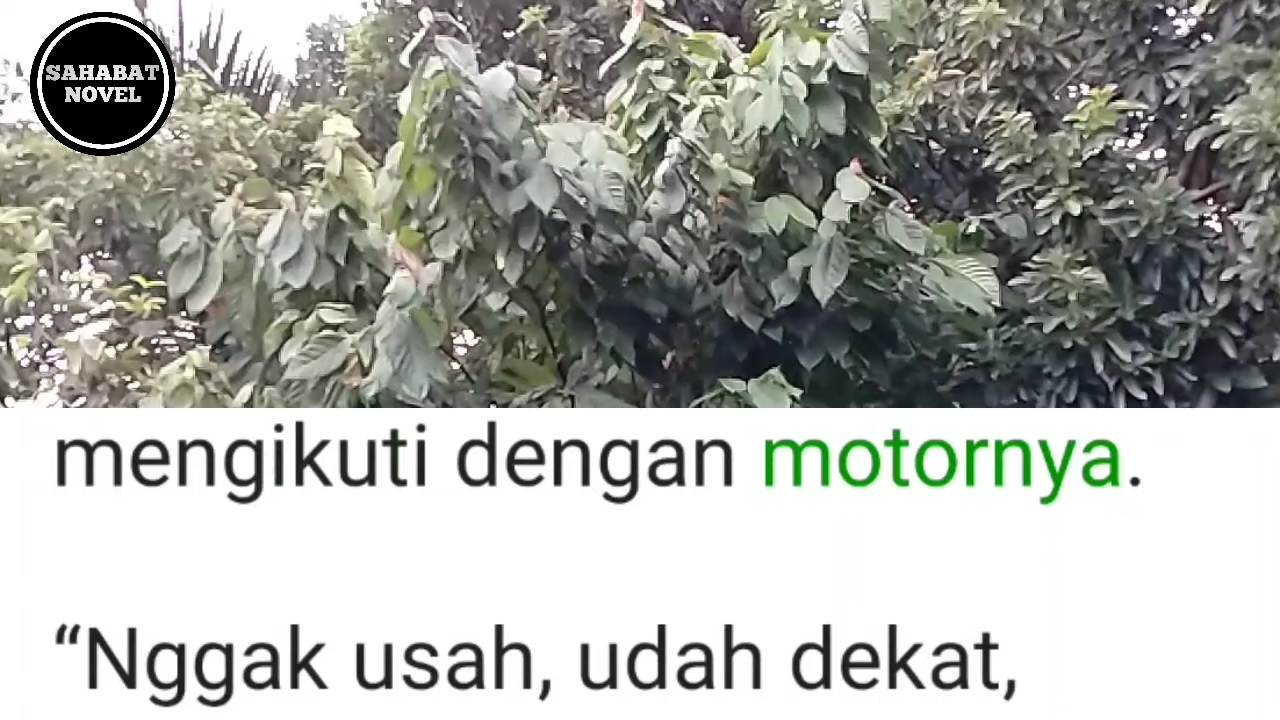 SAHABAT
NOVEL
mengikuti dengan motornya.
“Nggak usah, udah dekat,